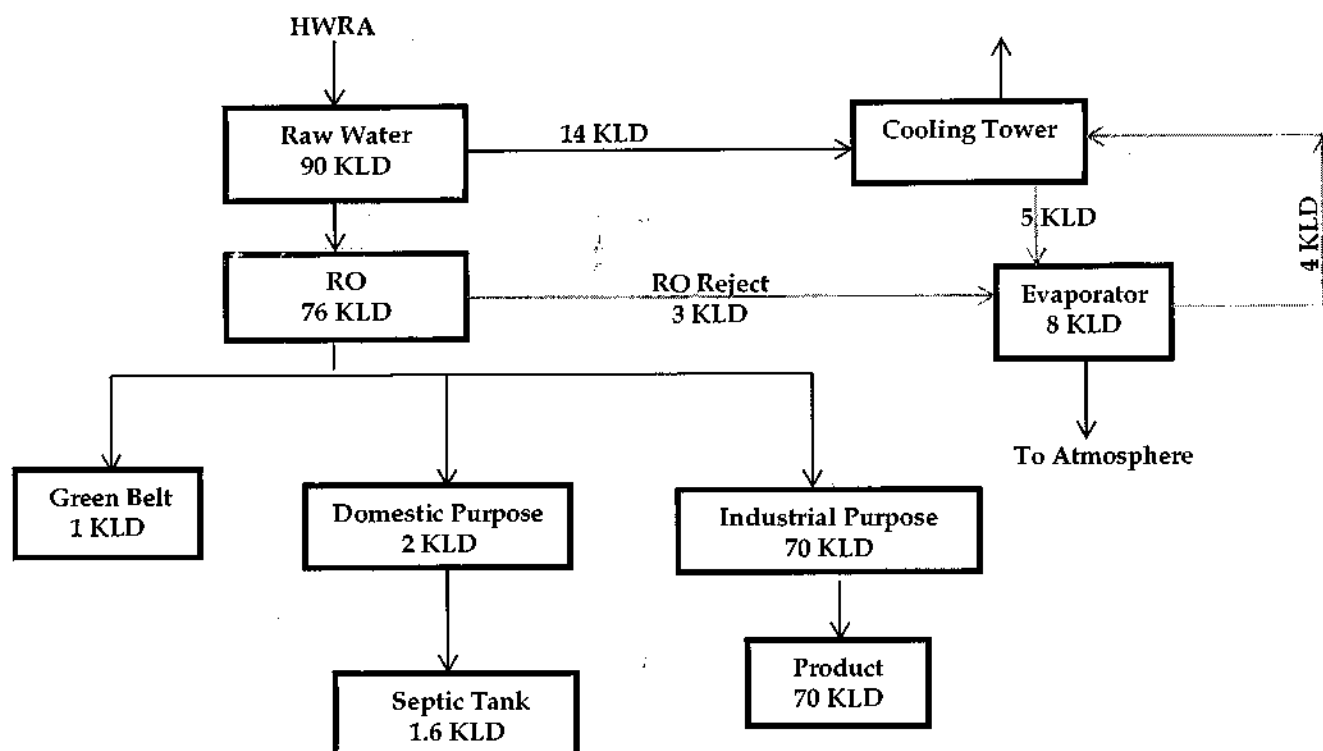 HWRA
Raw Water
90 KLD
14 KLD
Cooling Tower
5 KLD
4 KLD
RO
76 KLD
RO Reject
3 KLD
Evaporator
8 KLD
To Atmosphere
Green Belt
1 KLD
Domestic Purpose
2 KLD
Industrial Purpose
70 KLD
Septic Tank
1.6 KLD
Product
70 KLD